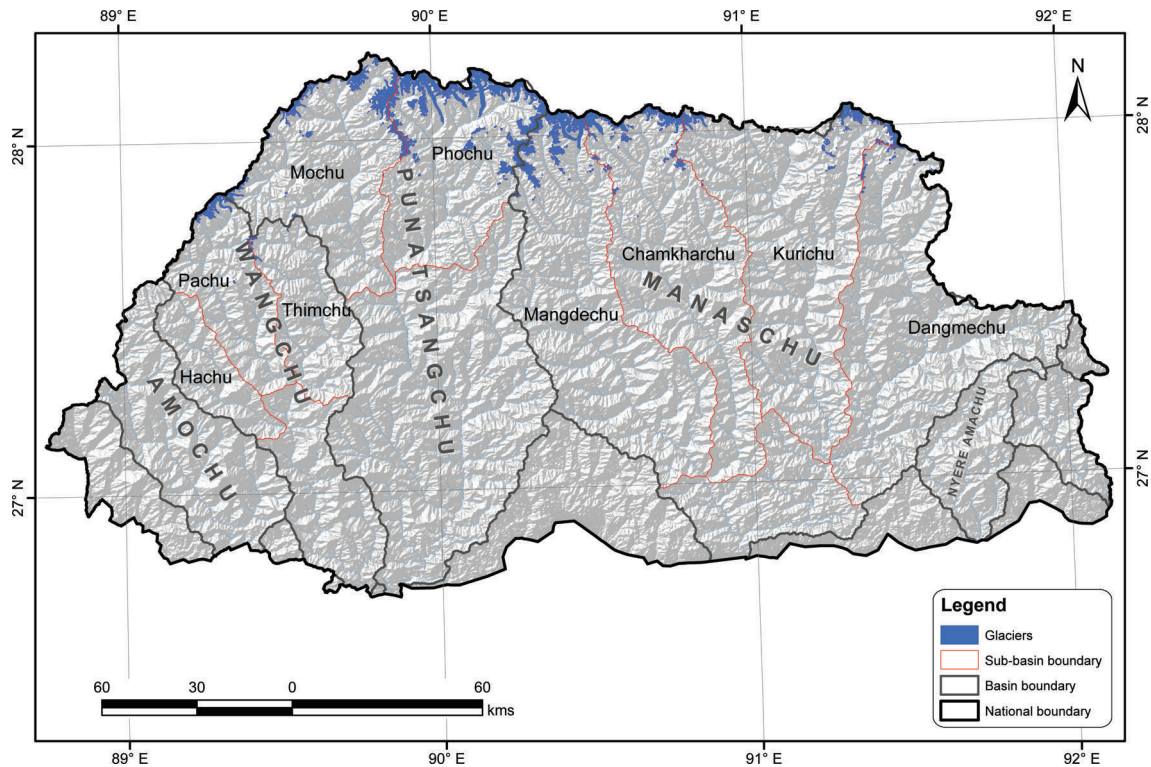 89° E 90° E 91° E 92° E
N
28° N
28° N
Phochu
Mochu
PUNATSANGCHU
WANGCHU
Chamkharchu
Kurichu
Pachu
MANASCHU
Thimchu
Mangdechu
Dangmechu
Hachu
AMOCHU
NYERE AMACHU
27° N
27° N
Legend
Glaciers
Sub-basin boundary
Basin boundary
National boundary
60 30 0 60
kms
89° E 90° E 91° E 92° E